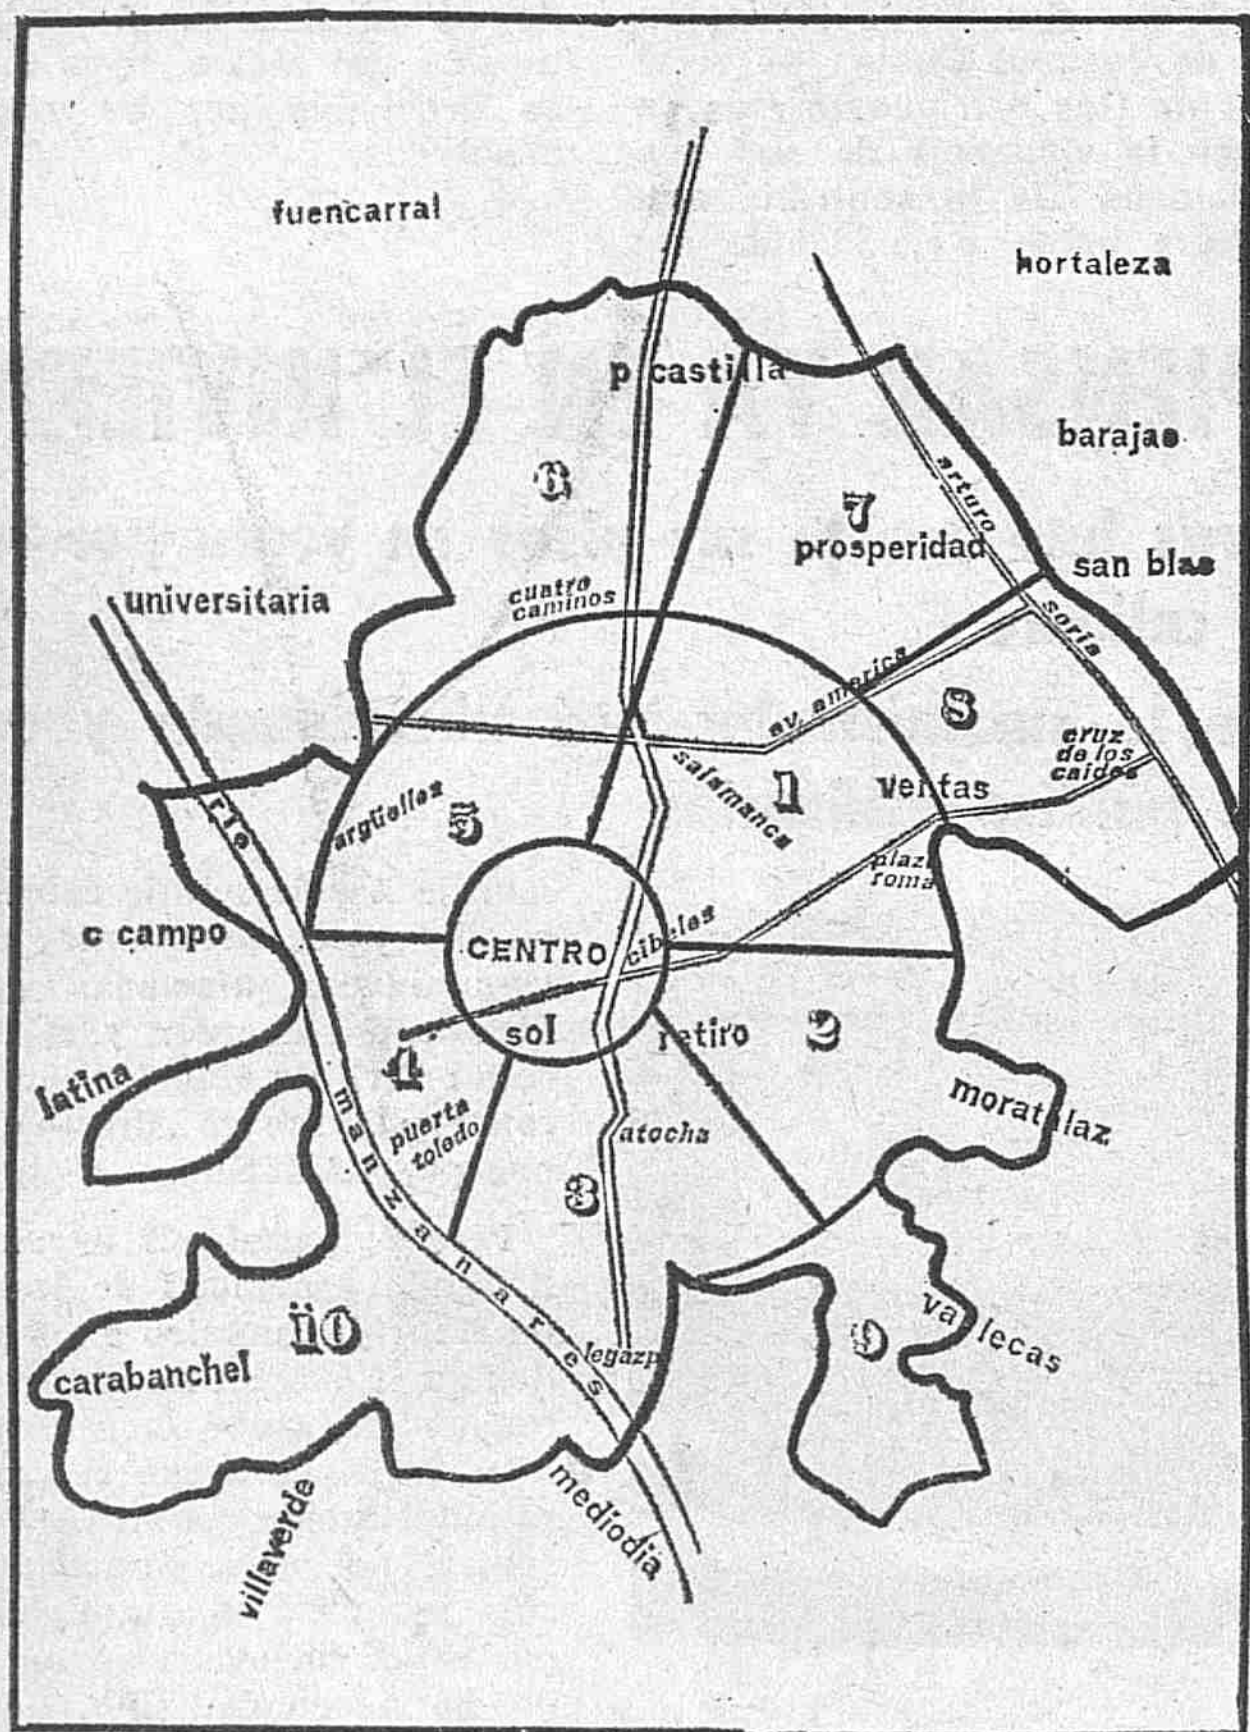 fuencarral
hortaleza
p castilla
barajas
6
7
arturo
prosperidad
san blas
universitaria
cuatro
caminos
soria
av. america
8
cruz
de los
caidos
salamanca
1
ventas
argüelles
5
rio
plaza
roma
c campo
CENTRO
cibeles
sol
retiro
2
4
latina
manzanares
puerta
toledo
atocha
moratalaz
3
10
vallecas
9
legazpi
carabanchel
mediodia
villaverde